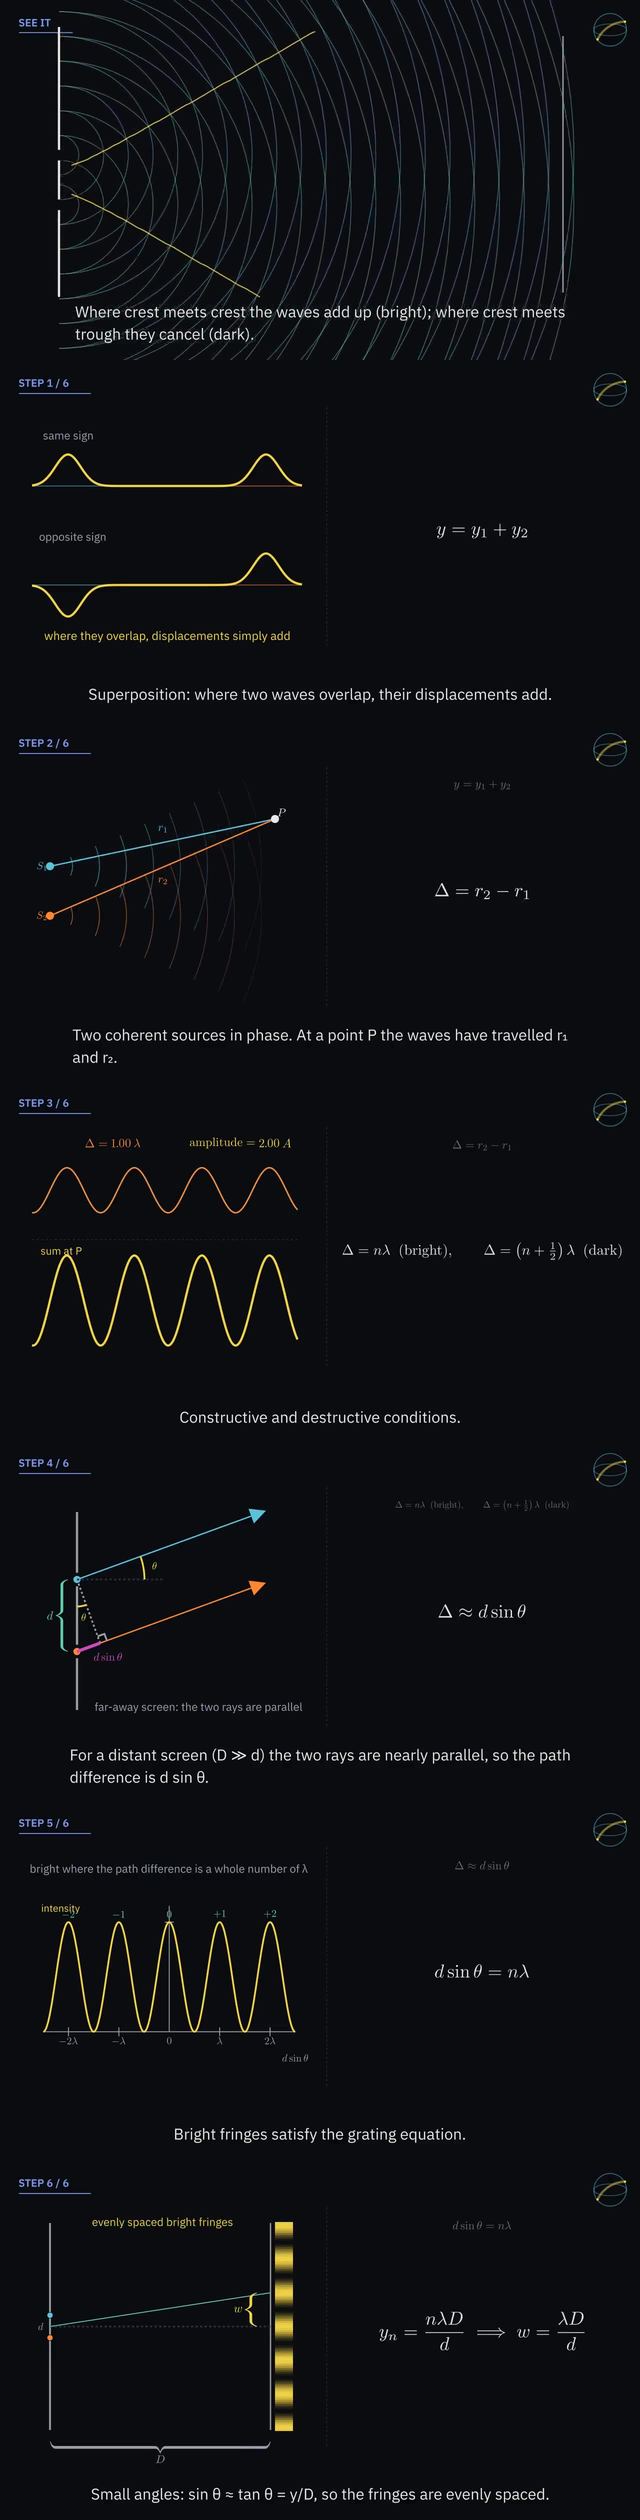 SEE IT
Where crest meets crest the waves add up (bright); where crest meets
trough they cancel (dark).
STEP 1 / 6
same sign
opposite sign
where they overlap, displacements simply add
y = y₁ + y₂
Superposition: where two waves overlap, their displacements add.
STEP 2 / 6
y = y₁ + y₂
P
r₁
S₁
r₂
S₂
Δ = r₂ − r₁
Two coherent sources in phase. At a point P the waves have travelled r₁
and r₂.
STEP 3 / 6
Δ = 1.00 λ amplitude = 2.00 A
Δ = r₂ − r₁
sum at P
Δ = nλ (bright), Δ = (n + ½) λ (dark)
Constructive and destructive conditions.
STEP 4 / 6
Δ = nλ (bright), Δ = (n + ½) λ (dark)
θ
d
θ
d sin θ
Δ ≈ d sin θ
far-away screen: the two rays are parallel
For a distant screen (D ≫ d) the two rays are nearly parallel, so the path
difference is d sin θ.
STEP 5 / 6
bright where the path difference is a whole number of λ
Δ ≈ d sin θ
intensity
−2 −1 0 +1 +2
d sin θ = nλ
−2λ −λ 0 λ 2λ
d sin θ
Bright fringes satisfy the grating equation.
STEP 6 / 6
evenly spaced bright fringes
d sin θ = nλ
w
d
yₙ = nλD/d ⟹ w = λD/d
D
Small angles: sin θ ≈ tan θ = y/D, so the fringes are evenly spaced.